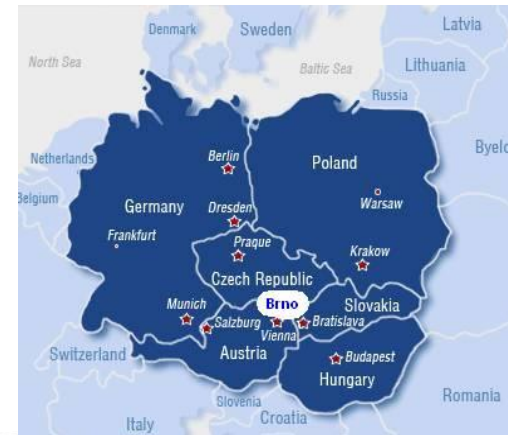 Denmark
Sweden
Latvia
North Sea
Baltic Sea
Lithuania
Russia
Byelo
Netherlands
Berlin
Poland
Belgium
Germany
Dresden
Warsaw
Frankfurt
Praque
Krakow
Czech Republic
Brno
Slovakia
Munich
Salzburg
Vienna
Bratislava
Switzerland
Austria
Budapest
Hungary
Slovenia
Romania
Italy
Croatia